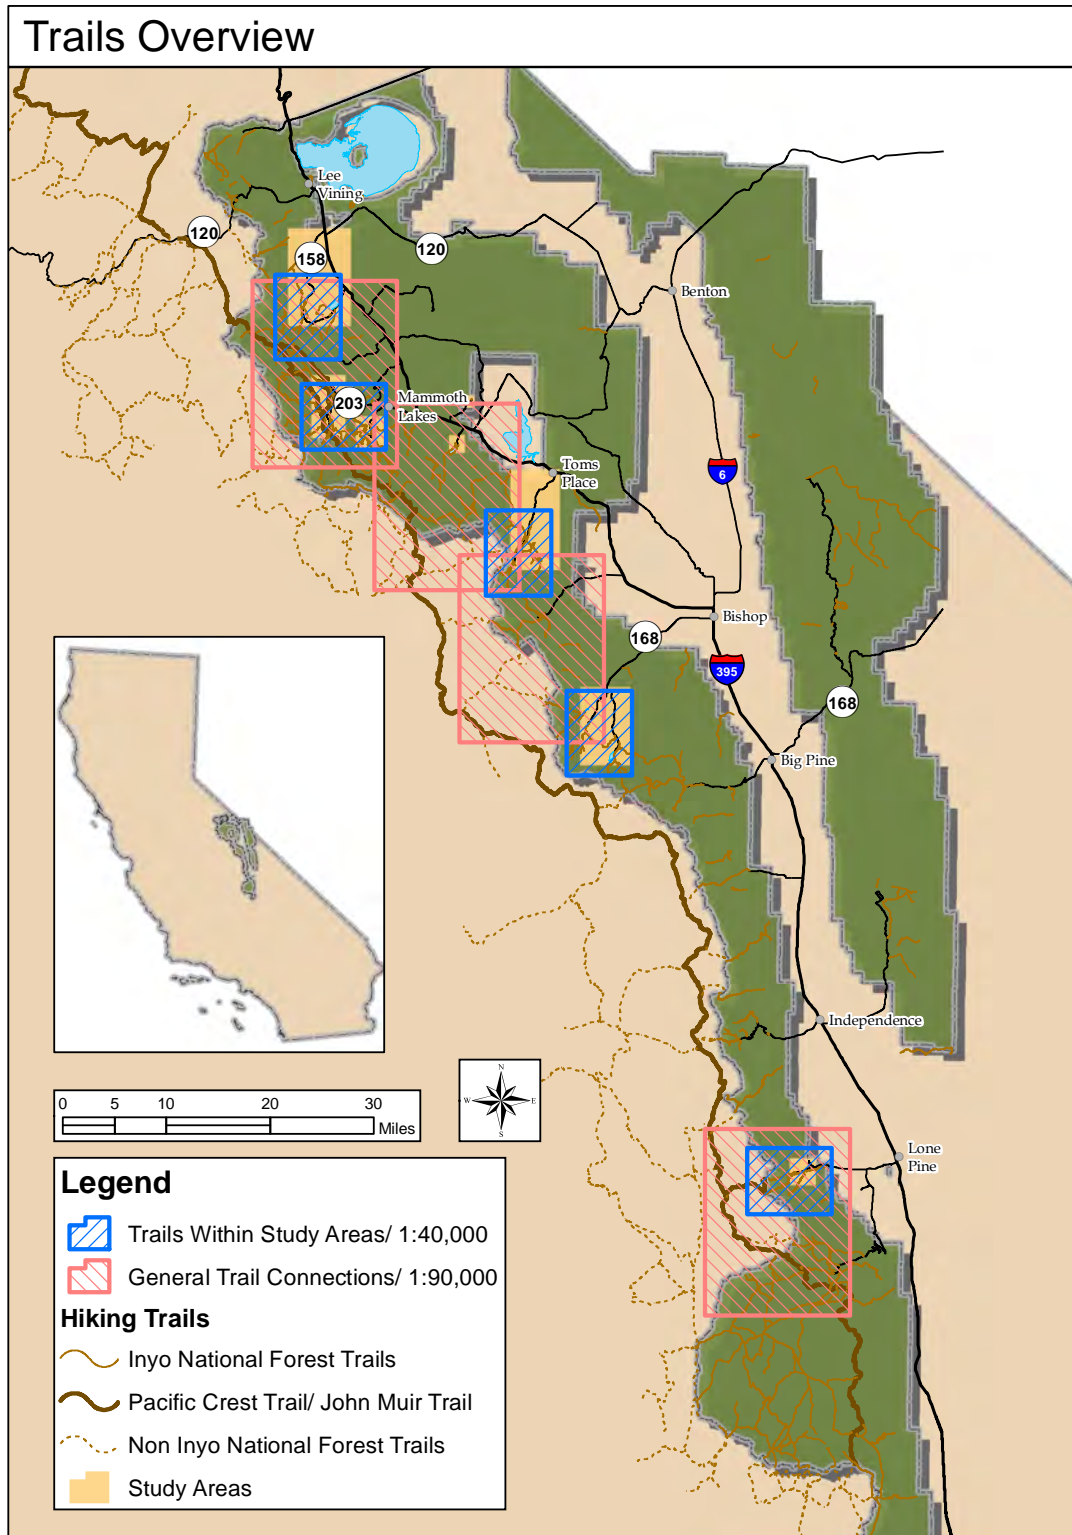 Trails Overview
Lee
Vining
120
120
158
Benton
203
Mammoth
Lakes
6
Toms
Place
Bishop
168
395
168
Big Pine
Independence
N
W E
S
0 5 10 20 30
Miles
Lone
Pine
Legend
Trails Within Study Areas/ 1:40,000
General Trail Connections/ 1:90,000
Hiking Trails
Inyo National Forest Trails
Pacific Crest Trail/ John Muir Trail
Non Inyo National Forest Trails
Study Areas